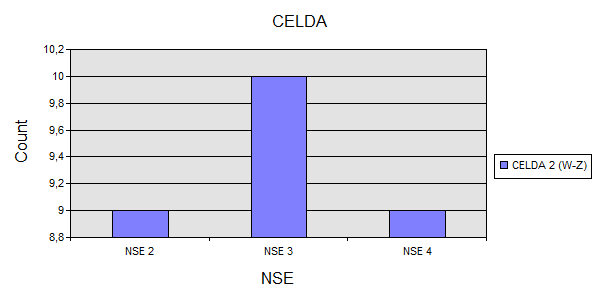 CELDA
10,2
10
9,8
9,6
9,4
9,2
9
8,8
Count
NSE 2
NSE 3
NSE 4
NSE
CELDA 2 (W-Z)